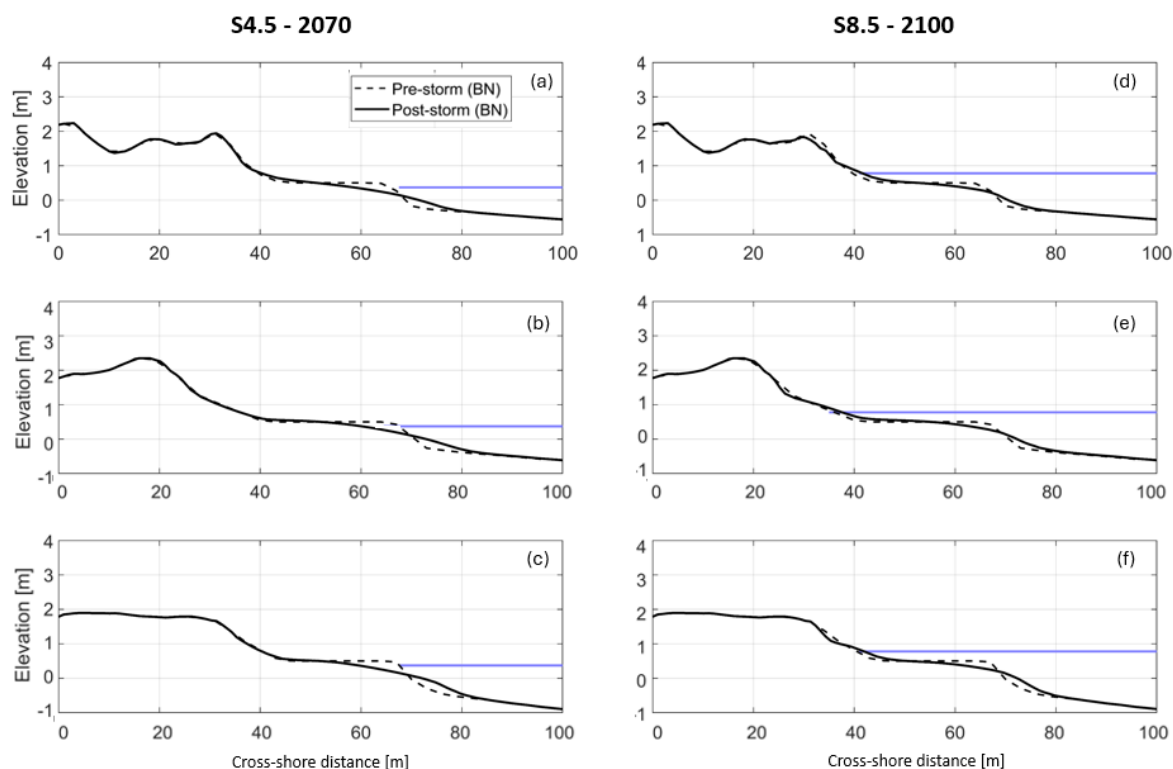 S4.5 - 2070
S8.5 - 2100
Elevation [m]
4
3
2
1
0
-1
0 20 40 60 80 100
(a)
Pre-storm (BN)
Post-storm (BN)
4
3
2
1
0
1
0 20 40 60 80 100
(d)
Elevation [m]
4
3
2
1
0
-1
0 20 40 60 80 100
(b)
4
3
2
1
0
-1
0 20 40 60 80 100
(e)
Elevation [m]
4
3
2
1
0
-1
0 20 40 60 80 100
(c)
Cross-shore distance [m]
4
3
2
1
0
-1
0 20 40 60 80 100
(f)
Cross-shore distance [m]